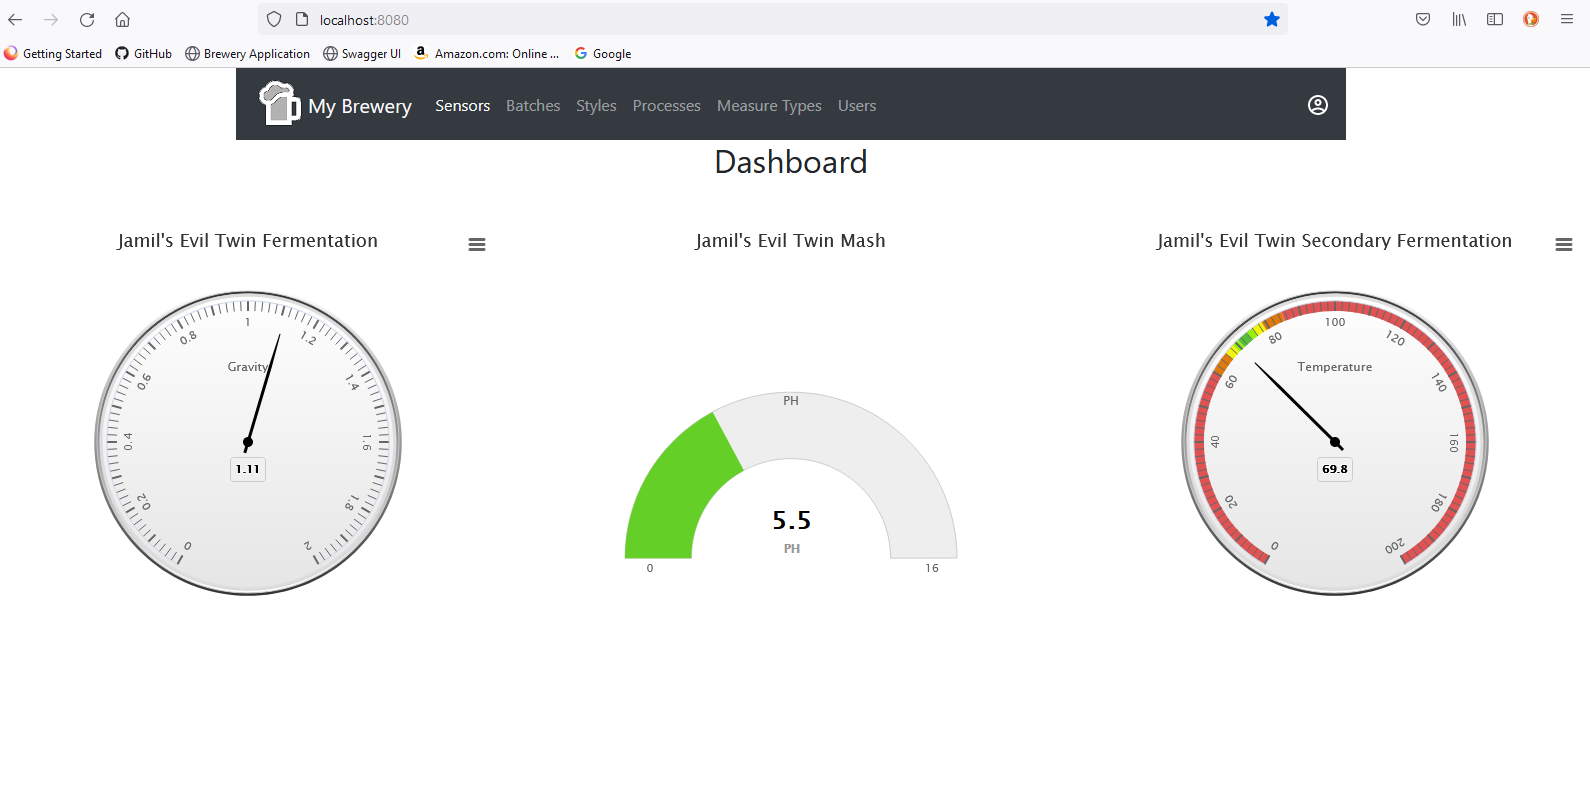 localhost:8080
Getting Started GitHub Brewery Application Swagger UI Amazon.com: Online ... Google
My Brewery Sensors Batches Styles Processes Measure Types Users
Dashboard
Jamil's Evil Twin Fermentation
0 0.2 0.4 0.6 0.8 1 1.2 1.4 1.6 1.8 2
Gravity
1.11
Jamil's Evil Twin Mash
PH
5.5
PH
0 16
Jamil's Evil Twin Secondary Fermentation
0 20 40 60 80 100 120 140 160 180 200
Temperature
69.8